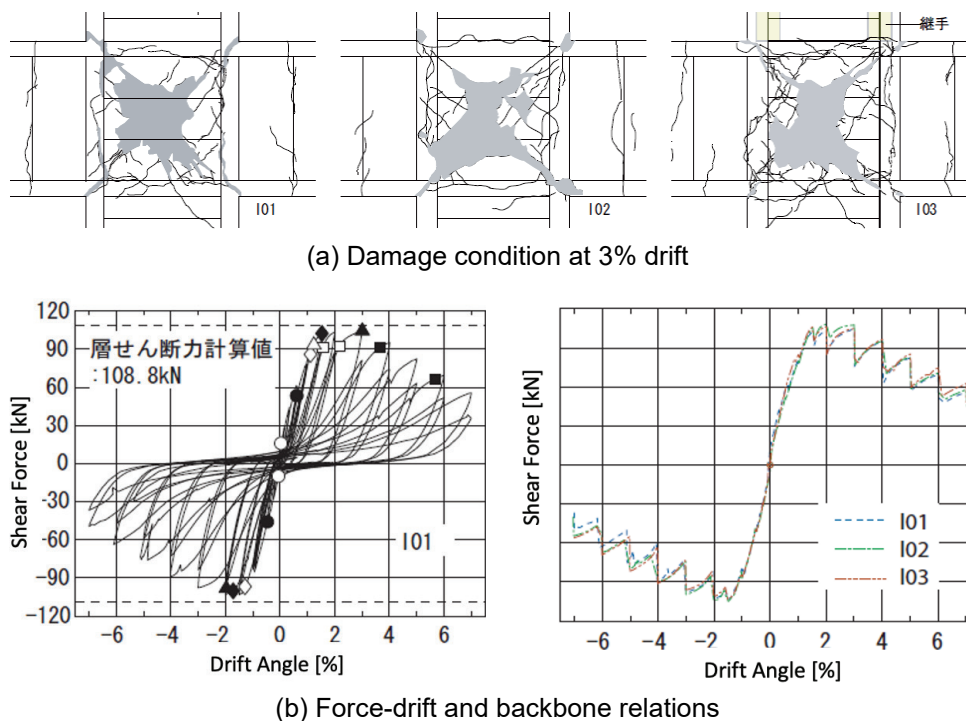 継手
I01
I02
I03
(a) Damage condition at 3% drift
120
90
60
30
0
-30
-60
-90
-120
Shear Force [kN]
層せん断力計算値
:108.8kN
I01
-6 -4 -2 0 2 4 6
Drift Angle [%]
Shear Force [kN]
I01
I02
I03
-6 -4 -2 0 2 4 6
Drift Angle [%]
(b) Force-drift and backbone relations